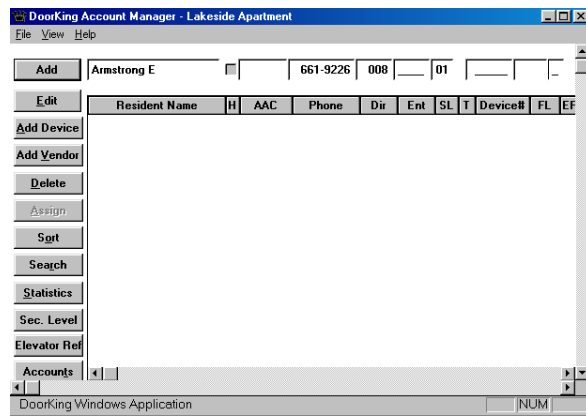 DoorKing Account Manager - Lakeside Apartment
File View Help
Add Armstrong E 661-9226 008 ____ 01 _____ _
Edit
Resident Name H AAC Phone Dir Ent SL T Device# FL EF
Add Device
Add Vendor
Delete
Assign
Sort
Search
Statistics
Sec. Level
Elevator Ref
Accounts
DoorKing Windows Application NUM